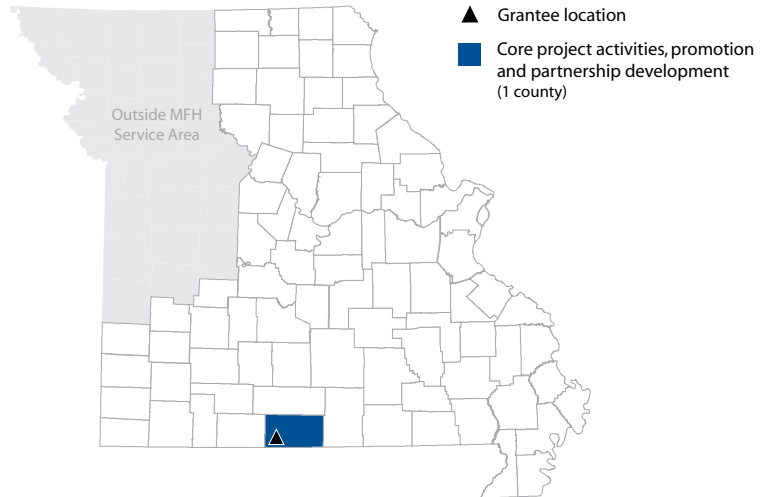 Grantee location
Core project activities, promotion
and partnership development
(1 county)
Outside MFH
Service Area